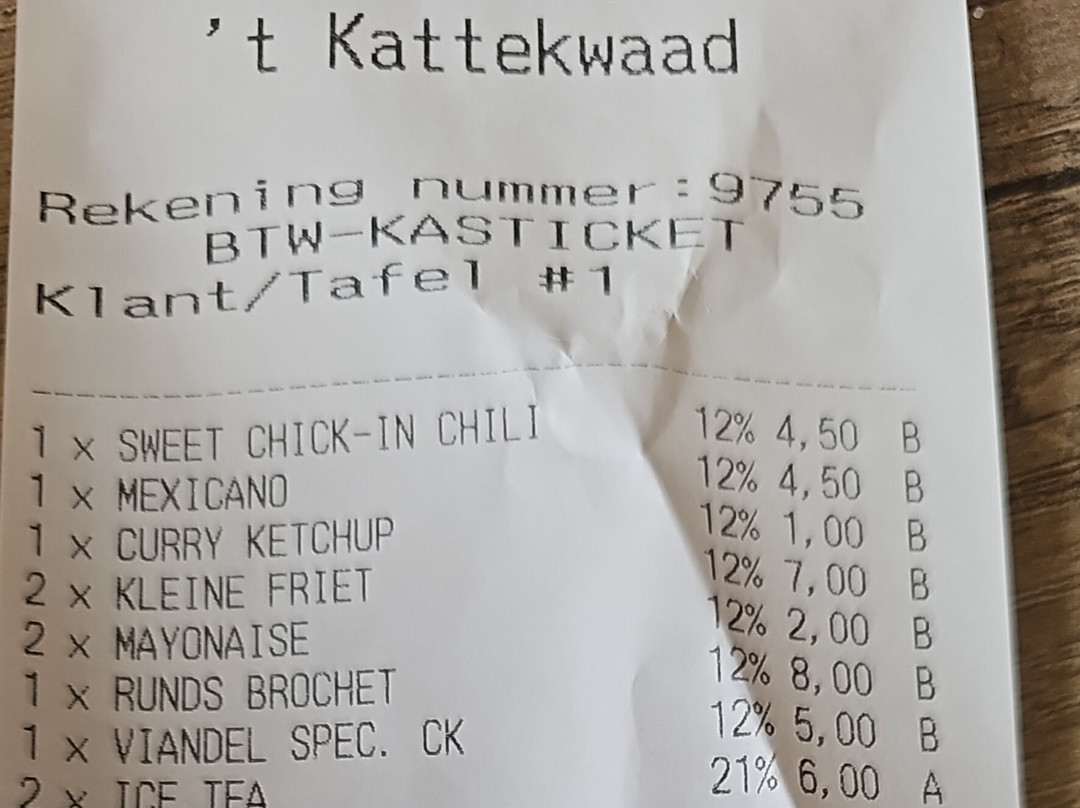 't Kattekwaad
Rekening nummer:9755
BTW-KASTICKET
Klant/Tafel #1
1 x SWEET CHICK-IN CHILI 12% 4,50 B
1 x MEXICANO 12% 4,50 B
1 x CURRY KETCHUP 12% 1,00 B
2 x KLEINE FRIET 12% 7,00 B
2 x MAYONAISE 12% 2,00 B
1 x RUNDS BROCHET 12% 8,00 B
1 x VIANDEL SPEC. CK 12% 5,00 B
2 x ICE TEA 21% 6,00 A